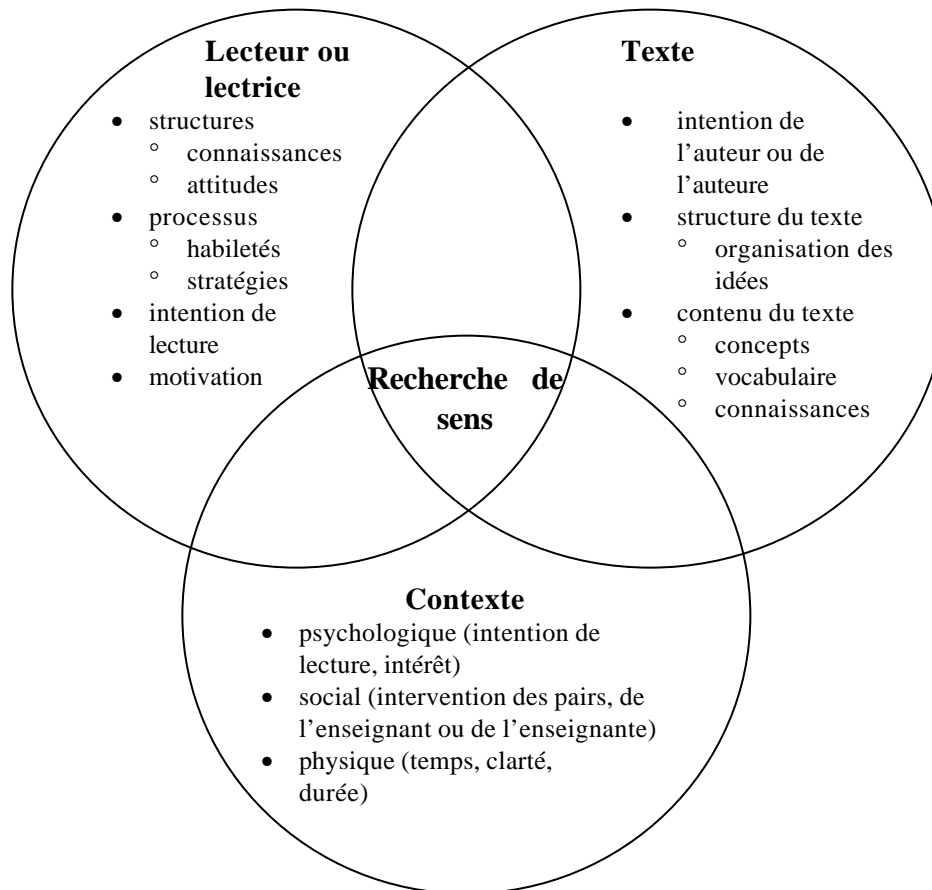 Lecteur ou
lectrice
• structures
° connaissances
° attitudes
• processus
° habiletés
° stratégies
• intention de
lecture
• motivation
Texte
• intention de
l’auteur ou de
l’auteure
• structure du texte
° organisation des
idées
• contenu du texte
° concepts
° vocabulaire
° connaissances
Recherche de
sens
Contexte
• psychologique (intention de
lecture, intérêt)
• social (intervention des pairs, de
l’enseignant ou de l’enseignante)
• physique (temps, clarté,
durée)